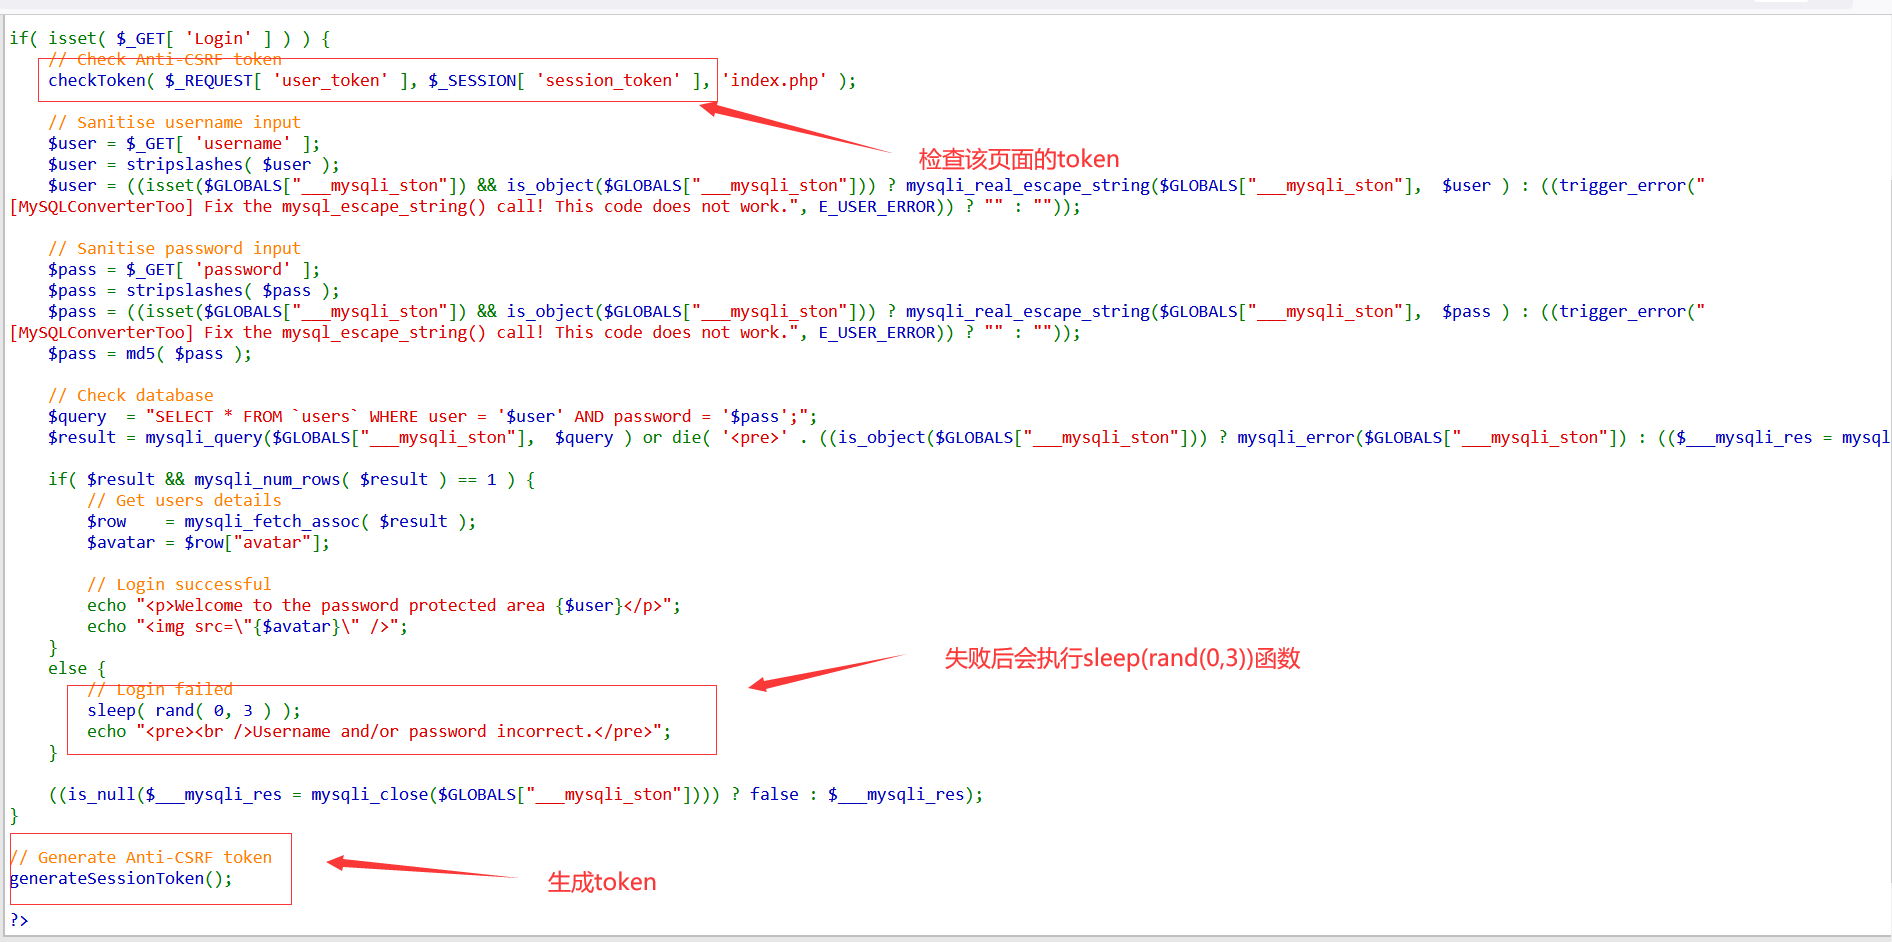 if( isset( $_GET[ 'Login' ] ) ) {
    // Check Anti-CSRF token
    checkToken( $_REQUEST[ 'user_token' ], $_SESSION[ 'session_token' ], 'index.php' );
检查该页面的token
    // Sanitise username input
    $user = $_GET[ 'username' ];
    $user = stripslashes( $user );
    $user = ((isset($GLOBALS["___mysqli_ston"]) && is_object($GLOBALS["___mysqli_ston"])) ? mysqli_real_escape_string($GLOBALS["___mysqli_ston"],  $user ) : ((trigger_error("
[MySQLConverterToo] Fix the mysql_escape_string() call! This code does not work.", E_USER_ERROR)) ? "" : ""));
    // Sanitise password input
    $pass = $_GET[ 'password' ];
    $pass = stripslashes( $pass );
    $pass = ((isset($GLOBALS["___mysqli_ston"]) && is_object($GLOBALS["___mysqli_ston"])) ? mysqli_real_escape_string($GLOBALS["___mysqli_ston"],  $pass ) : ((trigger_error("
[MySQLConverterToo] Fix the mysql_escape_string() call! This code does not work.", E_USER_ERROR)) ? "" : ""));
    $pass = md5( $pass );
    // Check database
    $query  = "SELECT * FROM `users` WHERE user = '$user' AND password = '$pass';";
    $result = mysqli_query($GLOBALS["___mysqli_ston"],  $query ) or die( '<pre>' . ((is_object($GLOBALS["___mysqli_ston"])) ? mysqli_error($GLOBALS["___mysqli_ston"]) : (($___mysqli_res = mysql
    if( $result && mysqli_num_rows( $result ) == 1 ) {
        // Get users details
        $row    = mysqli_fetch_assoc( $result );
        $avatar = $row["avatar"];
        // Login successful
        echo "<p>Welcome to the password protected area {$user}</p>";
        echo "<img src=\"{$avatar}\" />";
    }
    else {
失败后会执行sleep(rand(0,3))函数
        // Login failed
        sleep( rand( 0, 3 ) );
        echo "<pre><br />Username and/or password incorrect.</pre>";
    }
    ((is_null($___mysqli_res = mysqli_close($GLOBALS["___mysqli_ston"]))) ? false : $___mysqli_res);
}
// Generate Anti-CSRF token
generateSessionToken();
生成token
?>